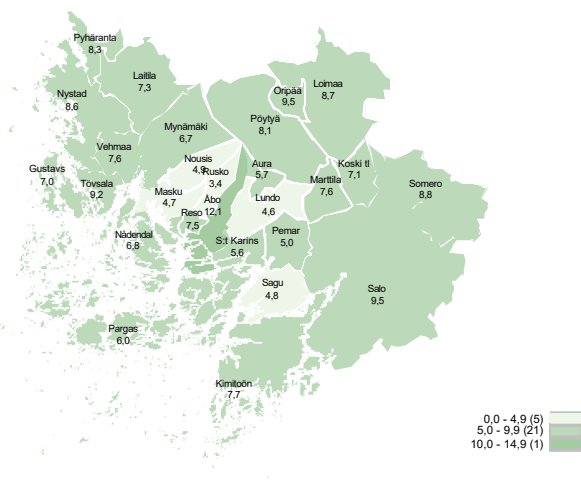 Pyhäranta
8,3
Laitila
7,3
Nystad
8,6
Oripää
9,5
Loimaa
8,7
Pöytyä
8,1
Mynämäki
6,7
Vehmaa
7,6
Gustavs
7,0
Tövsala
9,2
Nousis
4,9
Rusko
3,4
Aura
5,7
Marttila
7,6
Koski tl
7,1
Somero
8,8
Masku
4,7
Åbo
12,1
Lundo
4,6
Reso
7,5
Nådendal
6,8
S:t Karins
5,6
Pemar
5,0
Sagu
4,8
Salo
9,5
Pargas
6,0
Kimitoön
7,7
0,0 - 4,9 (5)
5,0 - 9,9 (21)
10,0 - 14,9 (1)